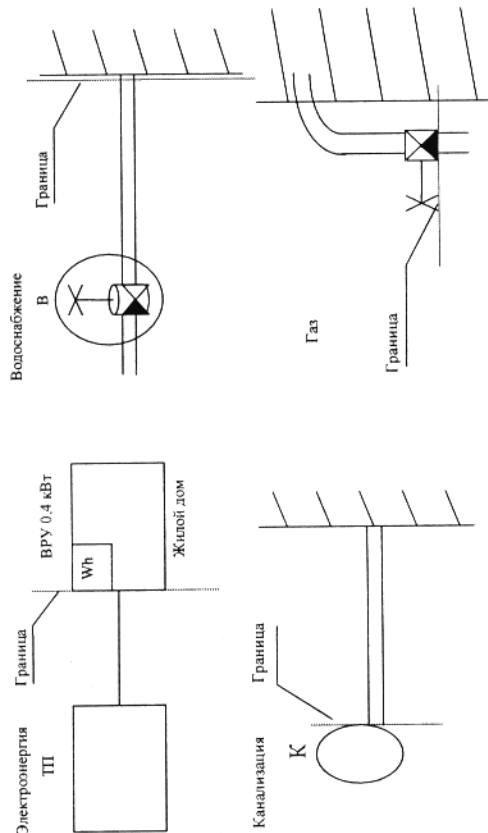 Электроэнергия
ТП
Граница
ВРУ 0,4 кВт
Wh
Жилой дом
Водоснабжение
В
Граница
Канализация
К
Граница
Газ
Граница